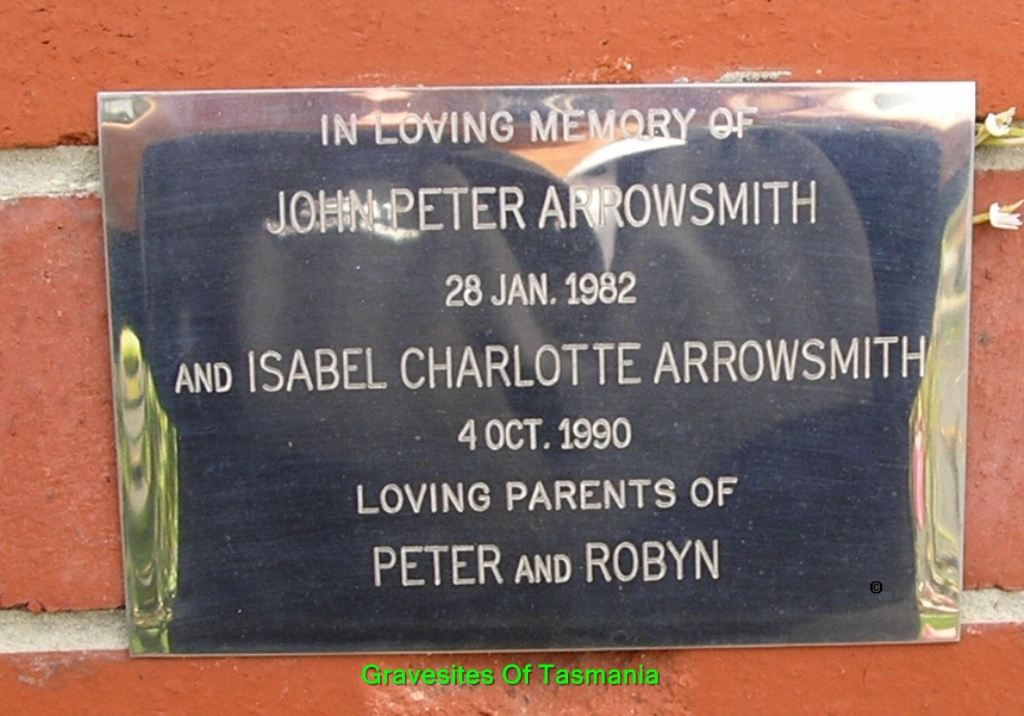 IN LOVING MEMORY OF
JOHN PETER ARROWSMITH
28 JAN. 1982
AND ISABEL CHARLOTTE ARROWSMITH
4 OCT. 1990
LOVING PARENTS OF
PETER AND ROBYN
©
Gravesites Of Tasmania